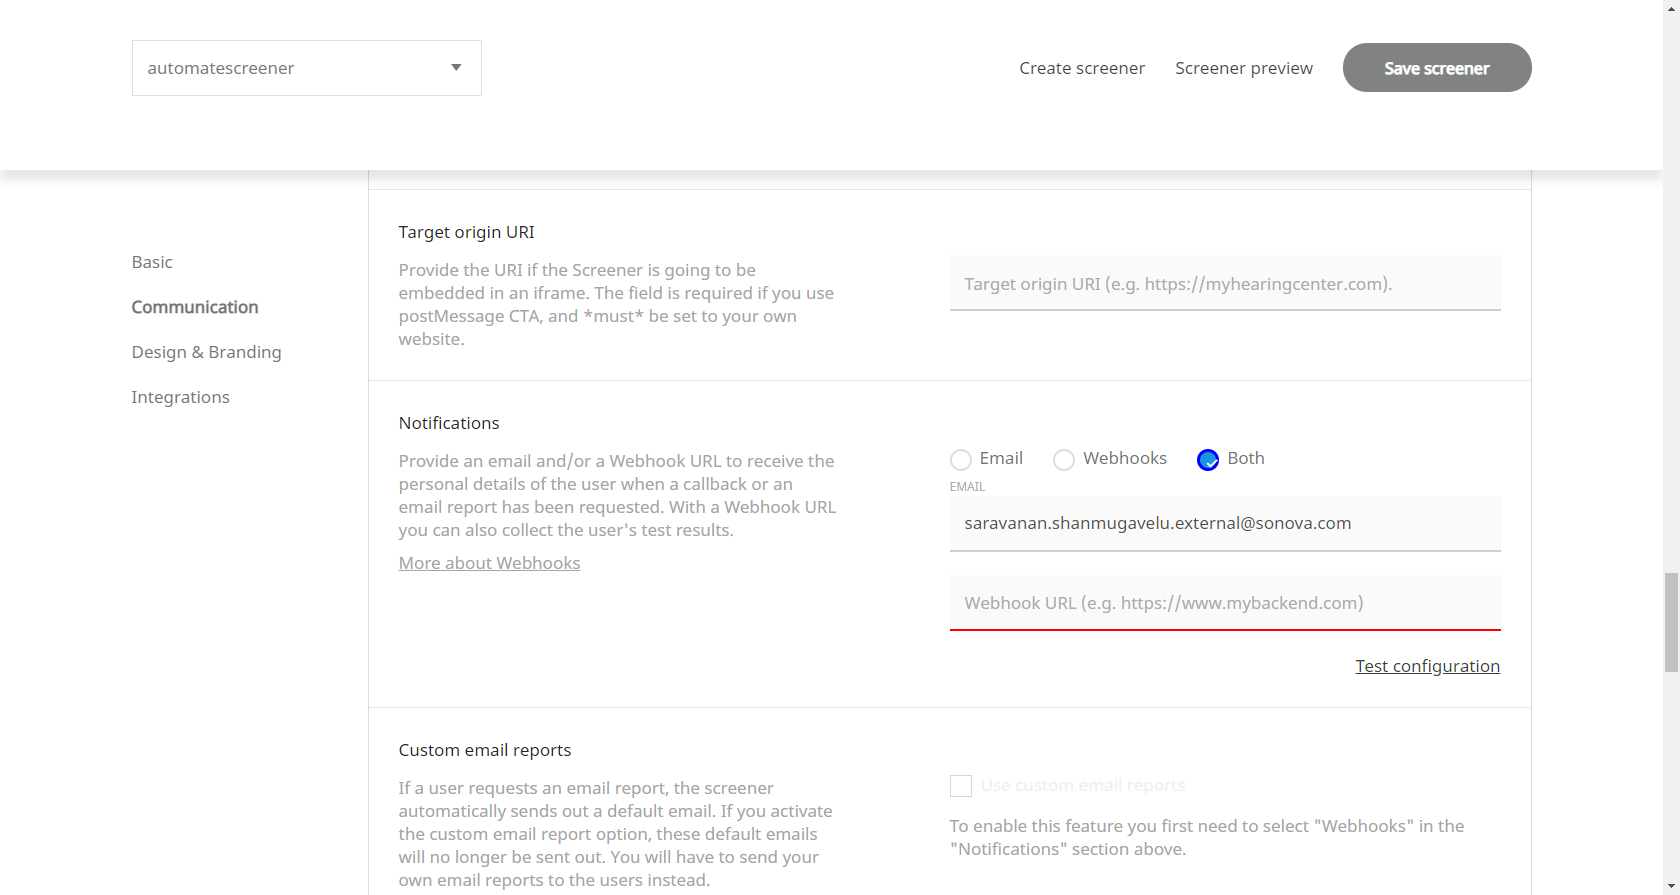 automatescreener
Create screener
Screener preview
Save screener
Basic
Communication
Design & Branding
Integrations
Target origin URI
Provide the URI if the Screener is going to be
embedded in an iframe. The field is required if you use
postMessage CTA, and *must* be set to your own
website.
Target origin URI (e.g. https://myhearingcenter.com).
Notifications
Provide an email and/or a Webhook URL to receive the
personal details of the user when a callback or an
email report has been requested. With a Webhook URL
you can also collect the user's test results.
More about Webhooks
Email
Webhooks
Both
EMAIL
saravanan.shanmugavelu.external@sonova.com
Webhook URL (e.g. https://www.mybackend.com)
Test configuration
Custom email reports
If a user requests an email report, the screener
automatically sends out a default email. If you activate
the custom email report option, these default emails
will no longer be sent out. You will have to send your
own email reports to the users instead.
Use custom email reports
To enable this feature you first need to select "Webhooks" in the
"Notifications" section above.